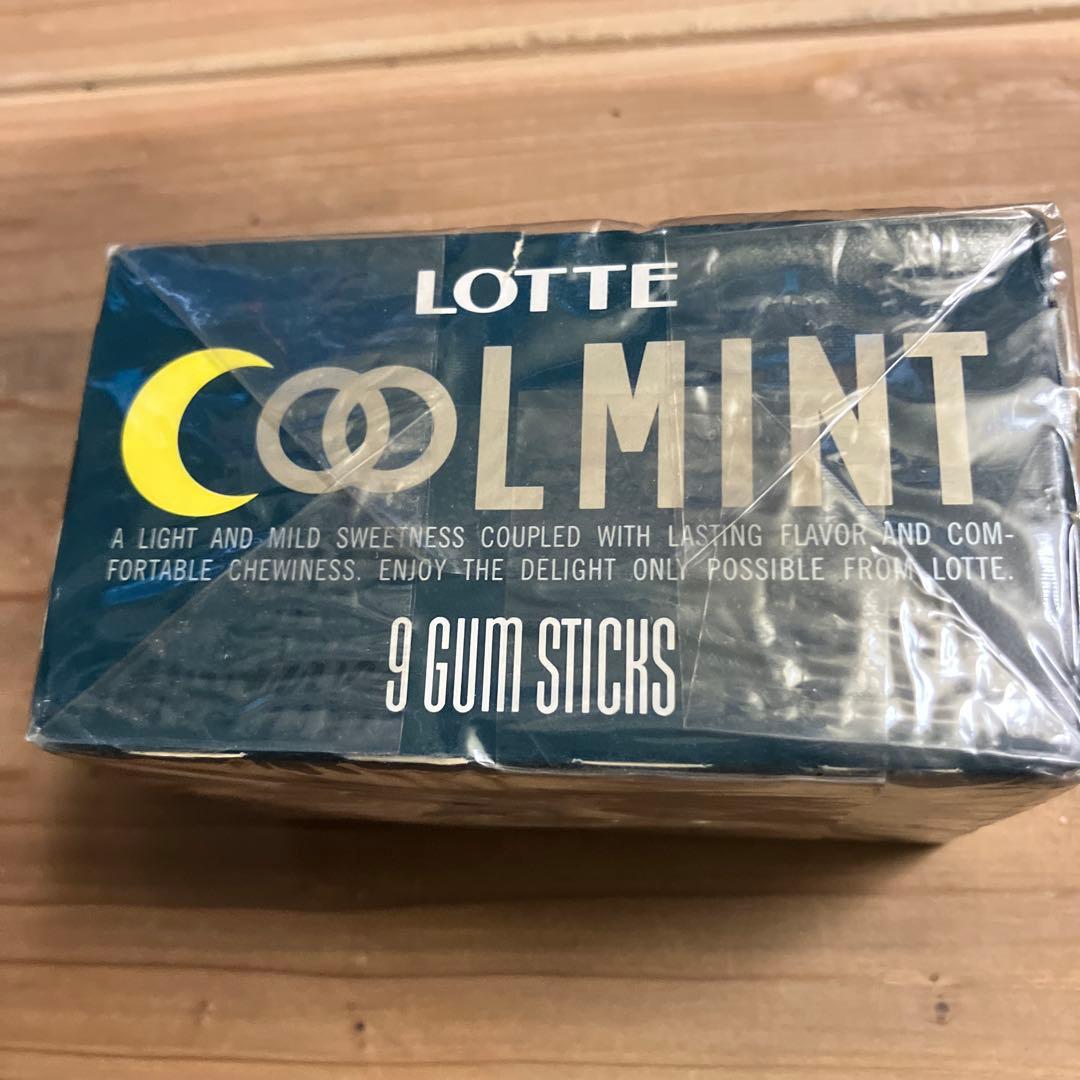 LOTTE
COOLMINT
A LIGHT AND MILD SWEETNESS COUPLED WITH LASTING FLAVOR AND COM-
FORTABLE CHEWINESS. ENJOY THE DELIGHT ONLY POSSIBLE FROM LOTTE.
9 GUM STICKS